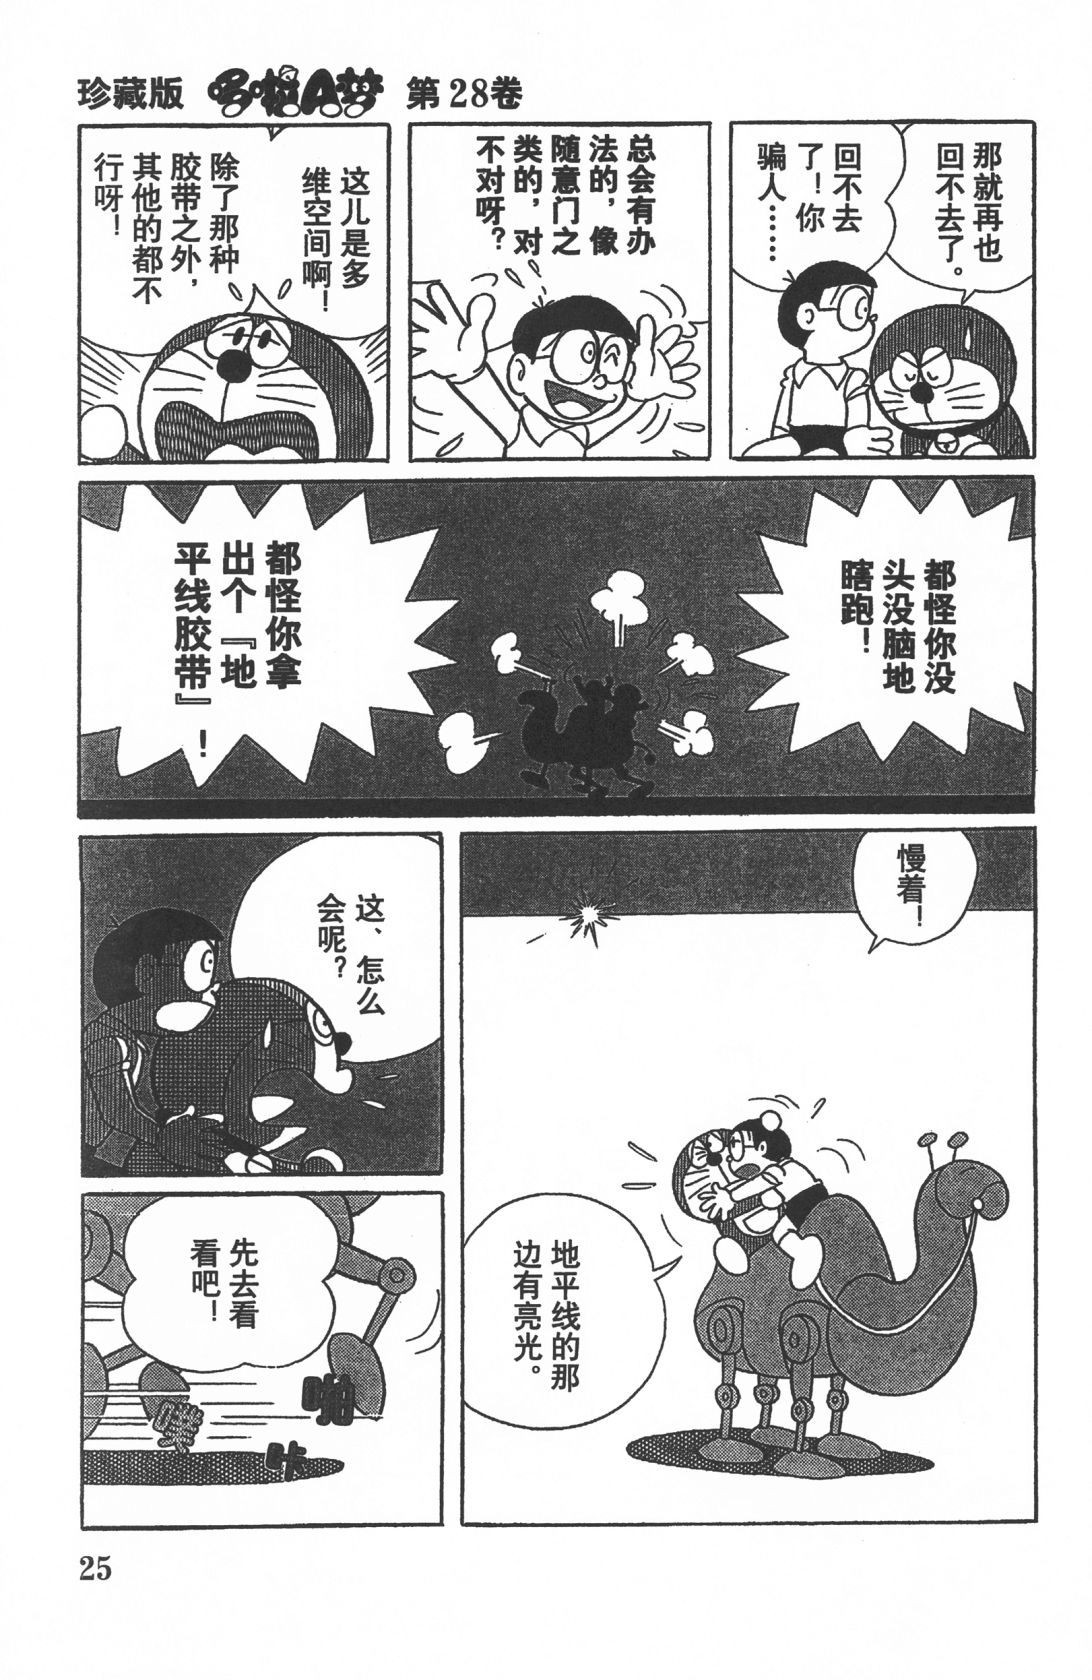 珍藏版 哆啦A梦 第28卷
那就再也
回不去了。
回不去
了！你
骗人……
总会有办
法的，像
随意门之
类的，对
不对呀？
这儿是多
维空间啊！
除了那种
胶带之外，
其他的都不
行呀！
都怪你没
头没脑地
瞎跑！
都怪你拿
出个『地
平线胶带』！
慢着！
地平线的那
边有亮光。
这、怎么
会呢？
先去看
看吧！
啪
咔
噗
25